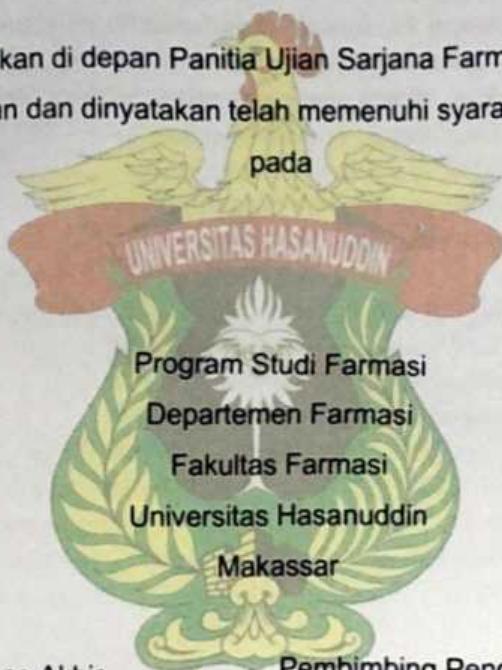 kan di depan Panitia Ujian Sarjana Farm
n dan dinyatakan telah memenuhi syara
pada
UNIVERSITAS HASANUDDIN
Program Studi Farmasi
Departemen Farmasi
Fakultas Farmasi
Universitas Hasanuddin
Makassar
Pembimbing